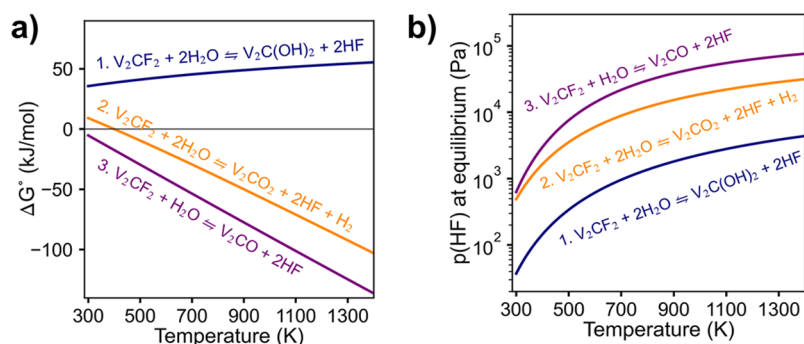 a)
ΔG° (kJ/mol)
50
0
−50
−100
1. V₂CF₂ + 2H₂O ⇋ V₂C(OH)₂ + 2HF
2. V₂CF₂ + 2H₂O ⇋ V₂CO₂ + 2HF + H₂
3. V₂CF₂ + H₂O ⇋ V₂CO + 2HF
300 500 700 900 1100 1300
Temperature (K)
b)
p(HF) at equilibrium (Pa)
10⁵
10⁴
10³
10²
3. V₂CF₂ + H₂O ⇋ V₂CO + 2HF
2. V₂CF₂ + 2H₂O ⇋ V₂CO₂ + 2HF + H₂
1. V₂CF₂ + 2H₂O ⇋ V₂C(OH)₂ + 2HF
300 500 700 900 1100 1300
Temperature (K)